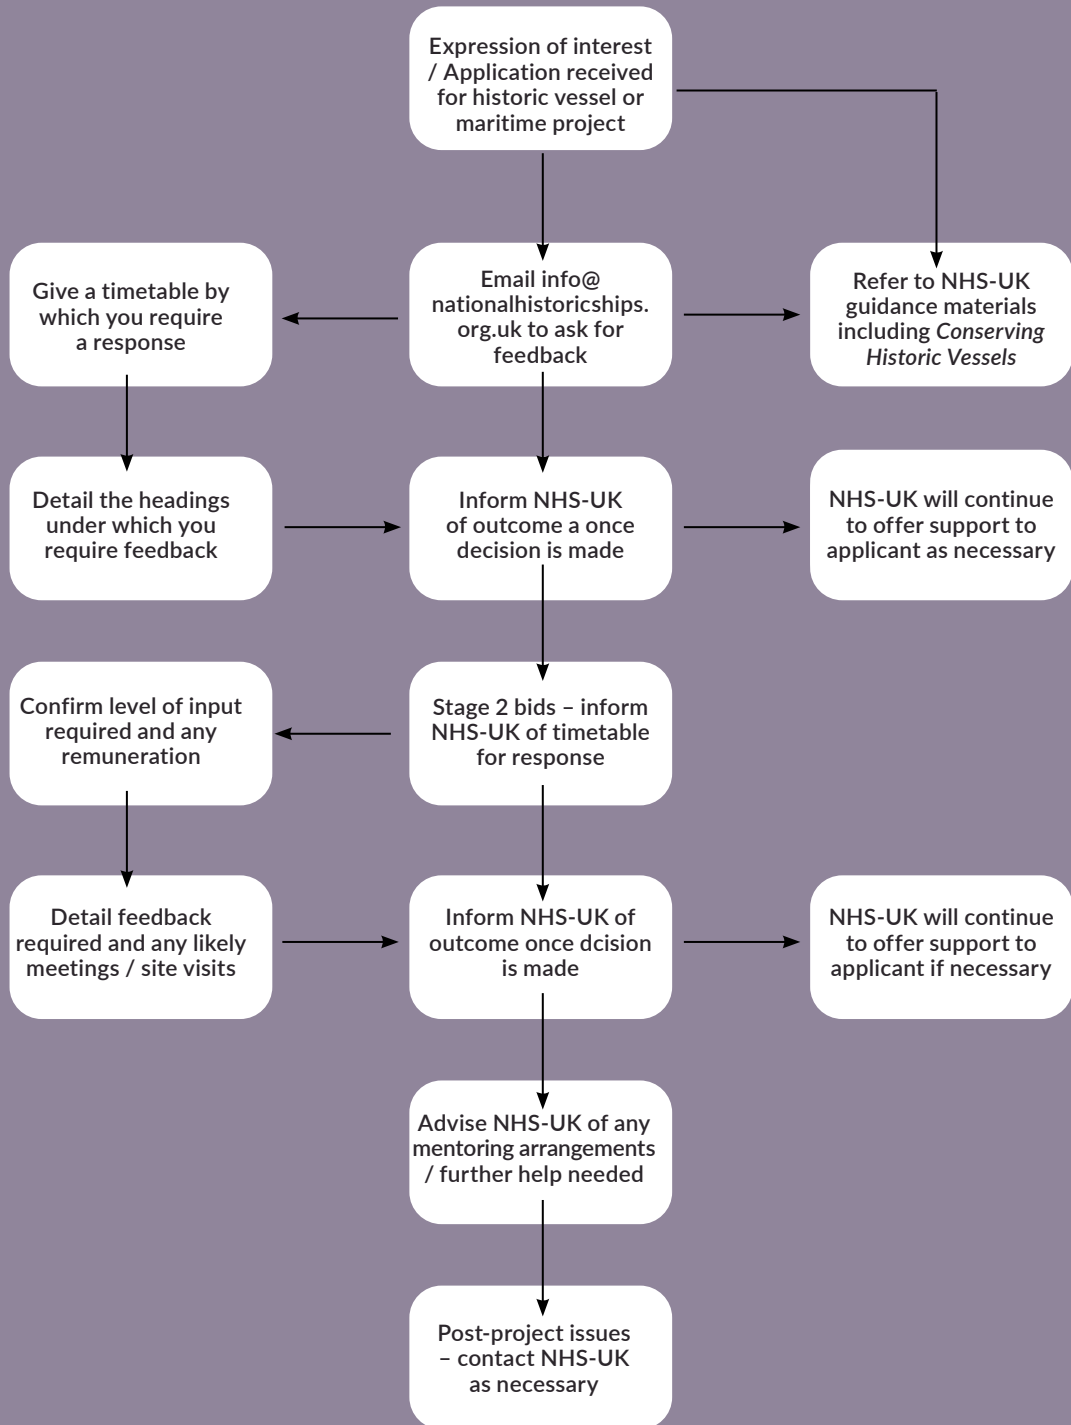 Expression of interest
/ Application received
for historic vessel or
maritime project
Give a timetable by
which you require
a response
Email info@
nationalhistoricships.
org.uk to ask for
feedback
Refer to NHS-UK
guidance materials
including Conserving
Historic Vessels
Detail the headings
under which you
require feedback
Inform NHS-UK
of outcome a once
decision is made
NHS-UK will continue
to offer support to
applicant as necessary
Confirm level of input
required and any
remuneration
Stage 2 bids – inform
NHS-UK of timetable
for response
Detail feedback
required and any likely
meetings / site visits
Inform NHS-UK of
outcome once dcision
is made
NHS-UK will continue
to offer support to
applicant if necessary
Advise NHS-UK of any
mentoring arrangements
/ further help needed
Post-project issues
– contact NHS-UK
as necessary